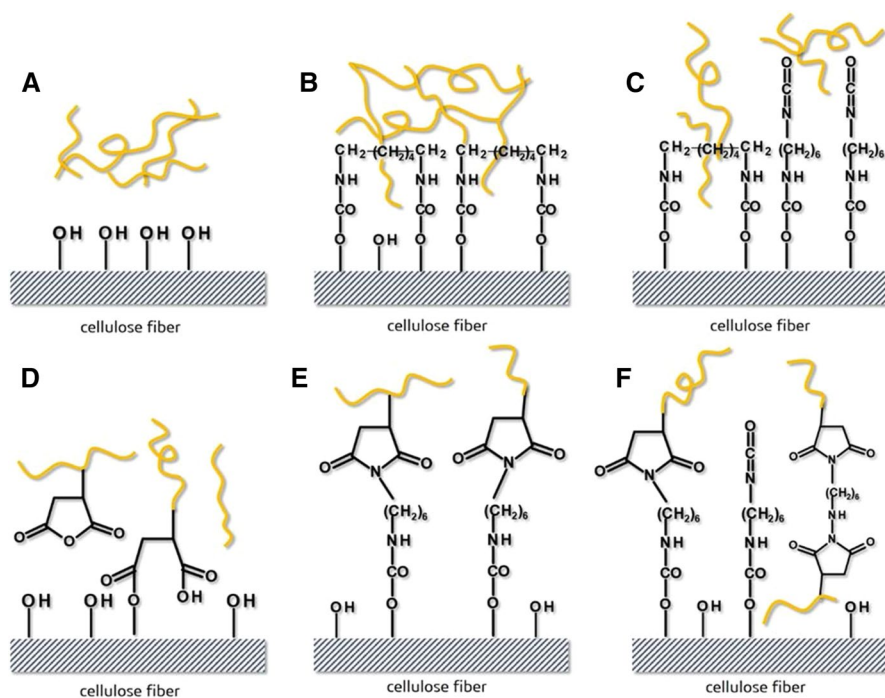 A
OH OH OH OH
cellulose fiber
B
CH₂ (CH₂)₄ CH₂ CH₂ (CH₂)₄ CH₂
NH NH NH NH
CO CO CO CO
O OH O O O
cellulose fiber
C
O O
C C
N N
CH₂ (CH₂)₄ CH₂ (CH₂)₆ (CH₂)₆
NH NH NH NH
CO CO CO CO
O O O O
cellulose fiber
D
O O O
O O
OH OH O OH OH
cellulose fiber
E
O N O O N O
(CH₂)₆ (CH₂)₆
NH NH
CO CO
OH O O OH
cellulose fiber
F
O N O
(CH₂)₆
NH
CO
O
OH
O
C
N
(CH₂)₆
NH
CO
O
O N O
(CH₂)₆
NH
O N O
OH
cellulose fiber